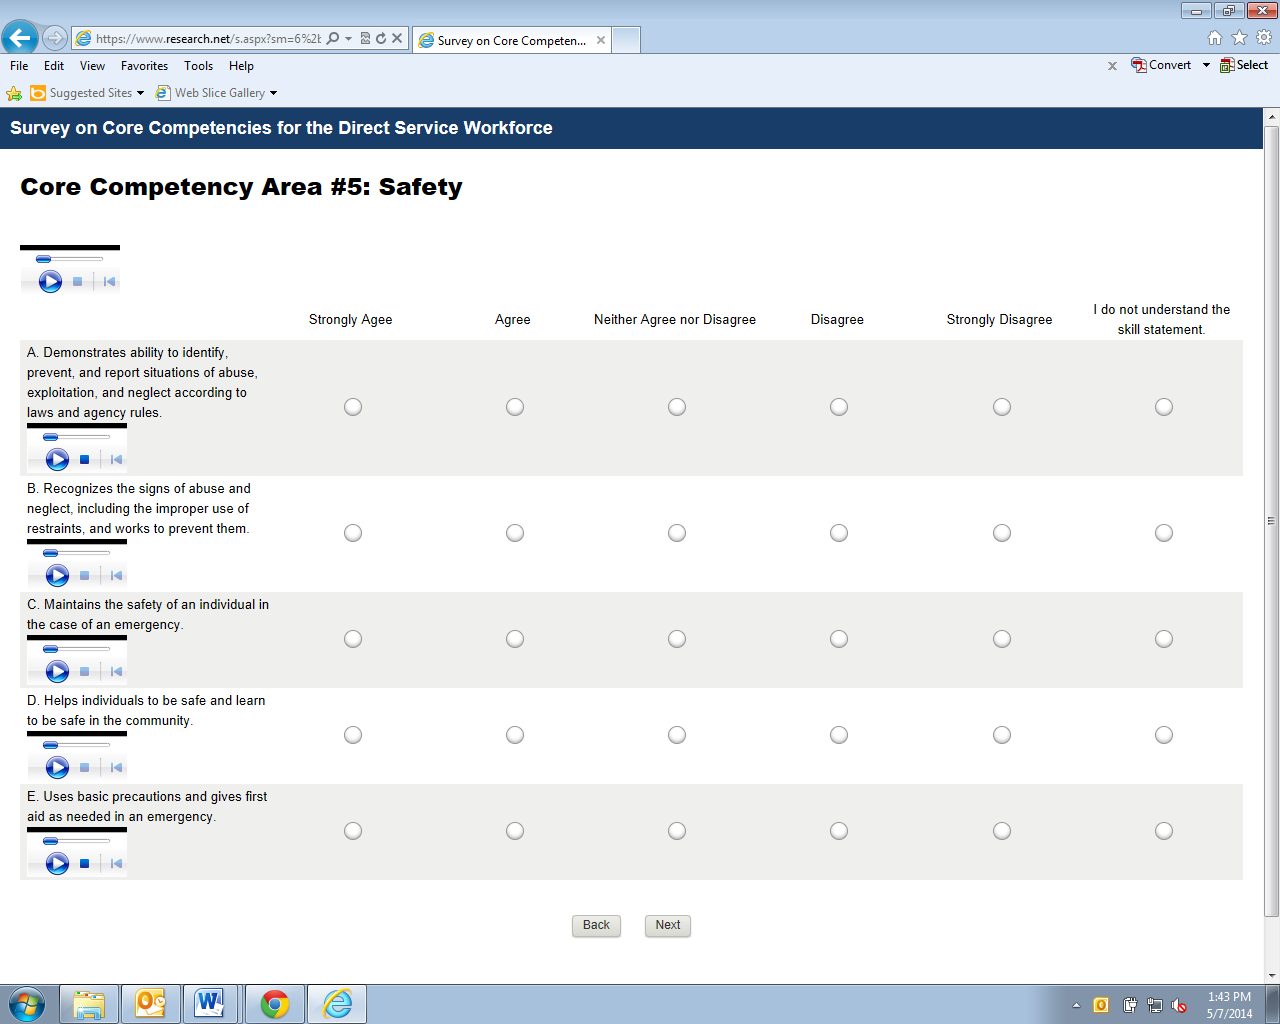 https://www.research.net/s.aspx?sm=6%2b
Survey on Core Competen...
File Edit View Favorites Tools Help
Convert Select
Suggested Sites Web Slice Gallery
Survey on Core Competencies for the Direct Service Workforce
Core Competency Area #5: Safety
Strongly Agee Agree Neither Agree nor Disagree Disagree Strongly Disagree I do not understand the
skill statement.
A. Demonstrates ability to identify,
prevent, and report situations of abuse,
exploitation, and neglect according to
laws and agency rules.
B. Recognizes the signs of abuse and
neglect, including the improper use of
restraints, and works to prevent them.
C. Maintains the safety of an individual in
the case of an emergency.
D. Helps individuals to be safe and learn
to be safe in the community.
E. Uses basic precautions and gives first
aid as needed in an emergency.
Back Next
1:43 PM
5/7/2014